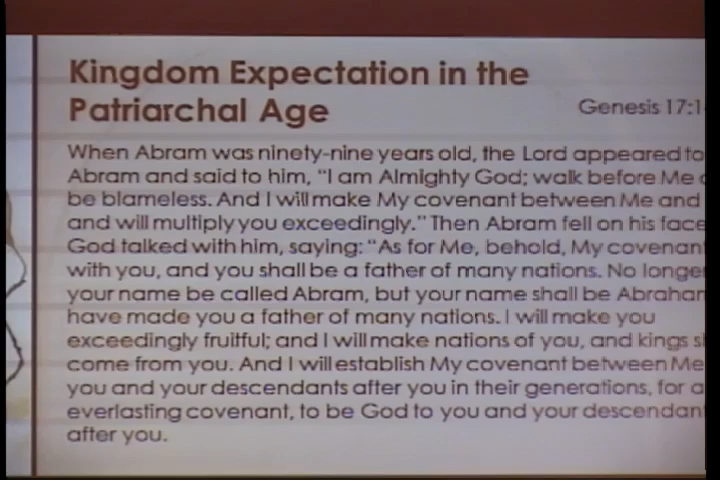 Kingdom Expectation in the
Patriarchal Age
Genesis 17:1-
When Abram was ninety-nine years old, the Lord appeared to
Abram and said to him, "I am Almighty God; walk before Me
be blameless. And I will make My covenant between Me and
and will multiply you exceedingly." Then Abram fell on his face
God talked with him, saying: "As for Me, behold, My covenant
with you, and you shall be a father of many nations. No longer
your name be called Abram, but your name shall be Abraham
have made you a father of many nations. I will make you
exceedingly fruitful; and I will make nations of you, and kings
come from you. And I will establish My covenant between Me
you and your descendants after you in their generations, for a
everlasting covenant, to be God to you and your descendan
after you.